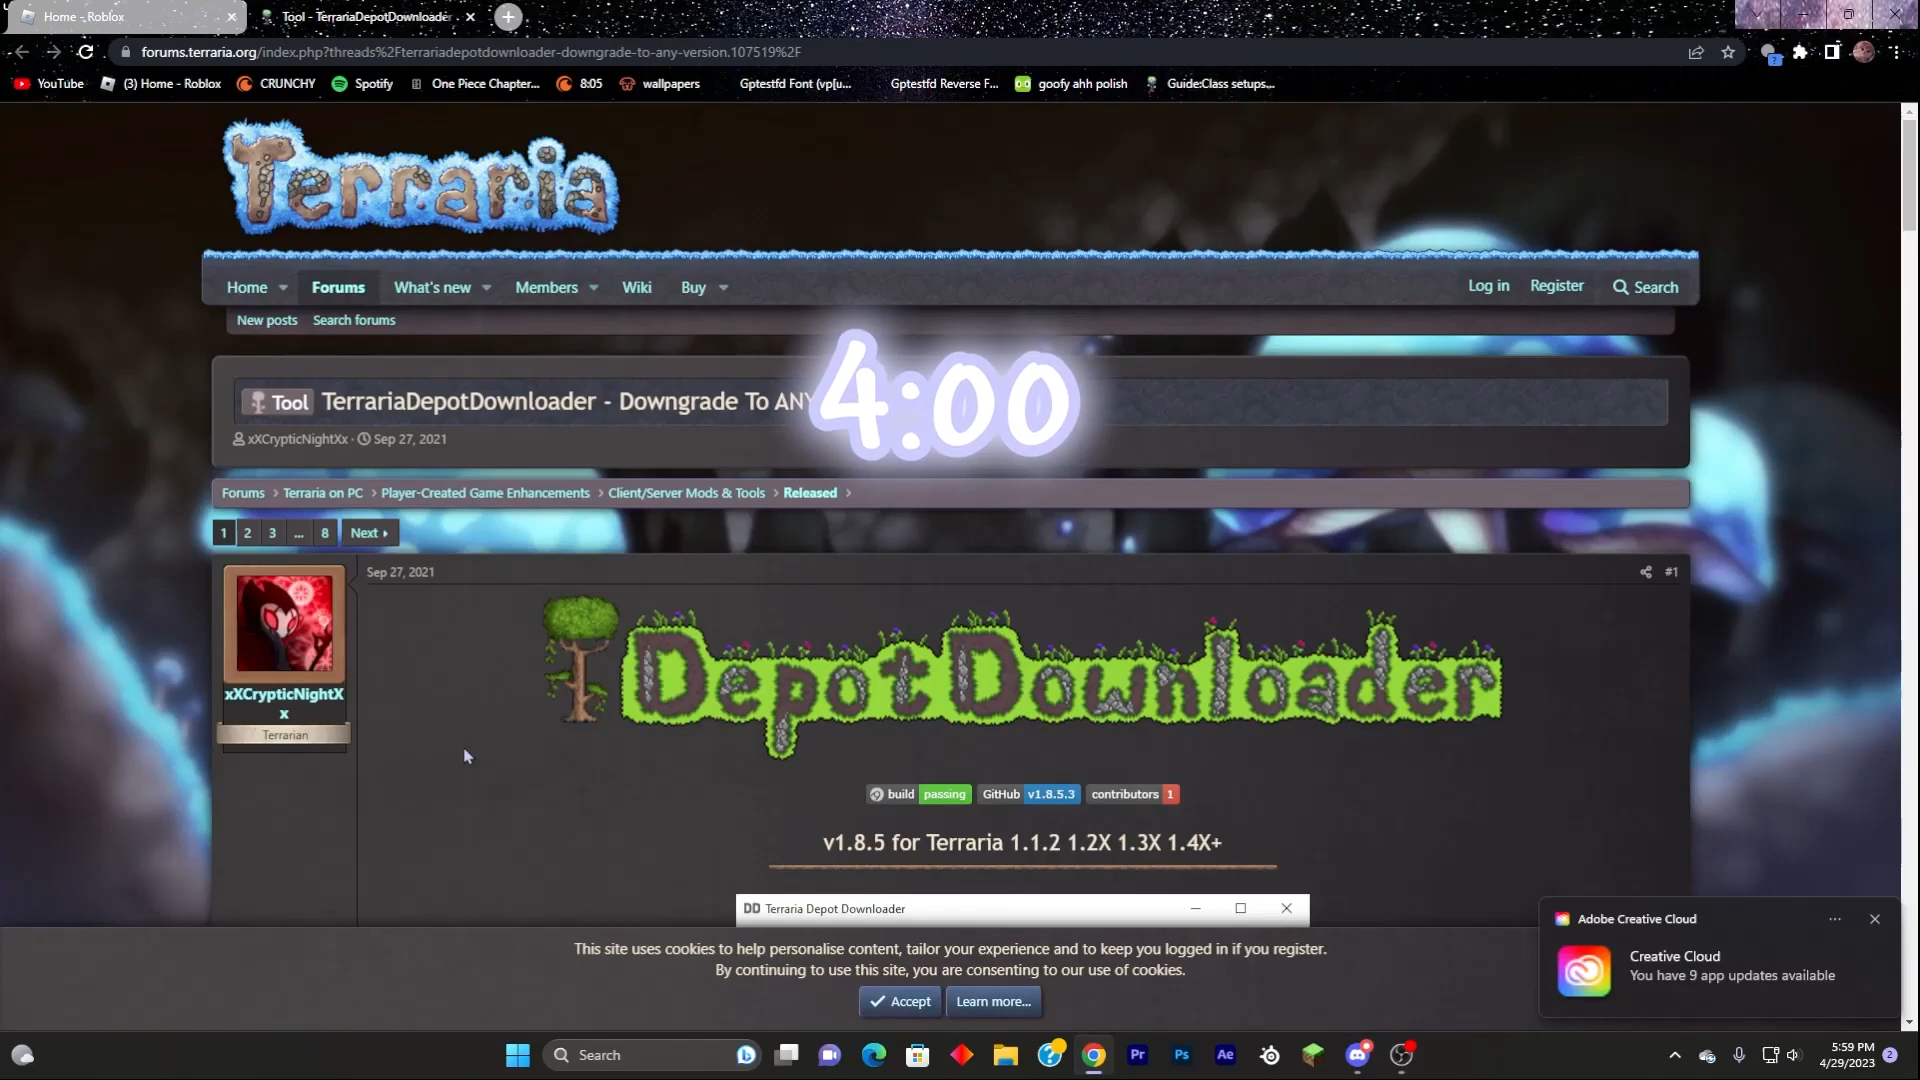 Home - Roblox
Tool - TerrariaDepotDownloader
forums.terraria.org/index.php?threads%2Fterrariadepotdownloader-downgrade-to-any-version.107519%2F
YouTube
(3) Home - Roblox
CRUNCHY
Spotify
One Piece Chapter...
8:05
wallpapers
Gptestfd Font (vp[u...
Gptestfd Reverse F...
goofy ahh polish
Guide:Class setups,...
Terraria
Home
Forums
What's new
Members
Wiki
Buy
Log in
Register
Search
New posts
Search forums
4:00
Tool TerrariaDepotDownloader - Downgrade To ANY
xXCrypticNightXx · Sep 27, 2021
Forums > Terraria on PC > Player-Created Game Enhancements > Client/Server Mods & Tools > Released >
1 2 3 ... 8 Next
Sep 27, 2021
#1
xXCrypticNightX
x
Terrarian
Depot Downloader
build passing GitHub v1.8.5.3 contributors 1
v1.8.5 for Terraria 1.1.2 1.2X 1.3X 1.4X+
DD Terraria Depot Downloader
This site uses cookies to help personalise content, tailor your experience and to keep you logged in if you register.
By continuing to use this site, you are consenting to our use of cookies.
Accept
Learn more...
Adobe Creative Cloud
Creative Cloud
You have 9 app updates available
Search
Pr
Ps
Ae
5:59 PM
4/29/2023
2